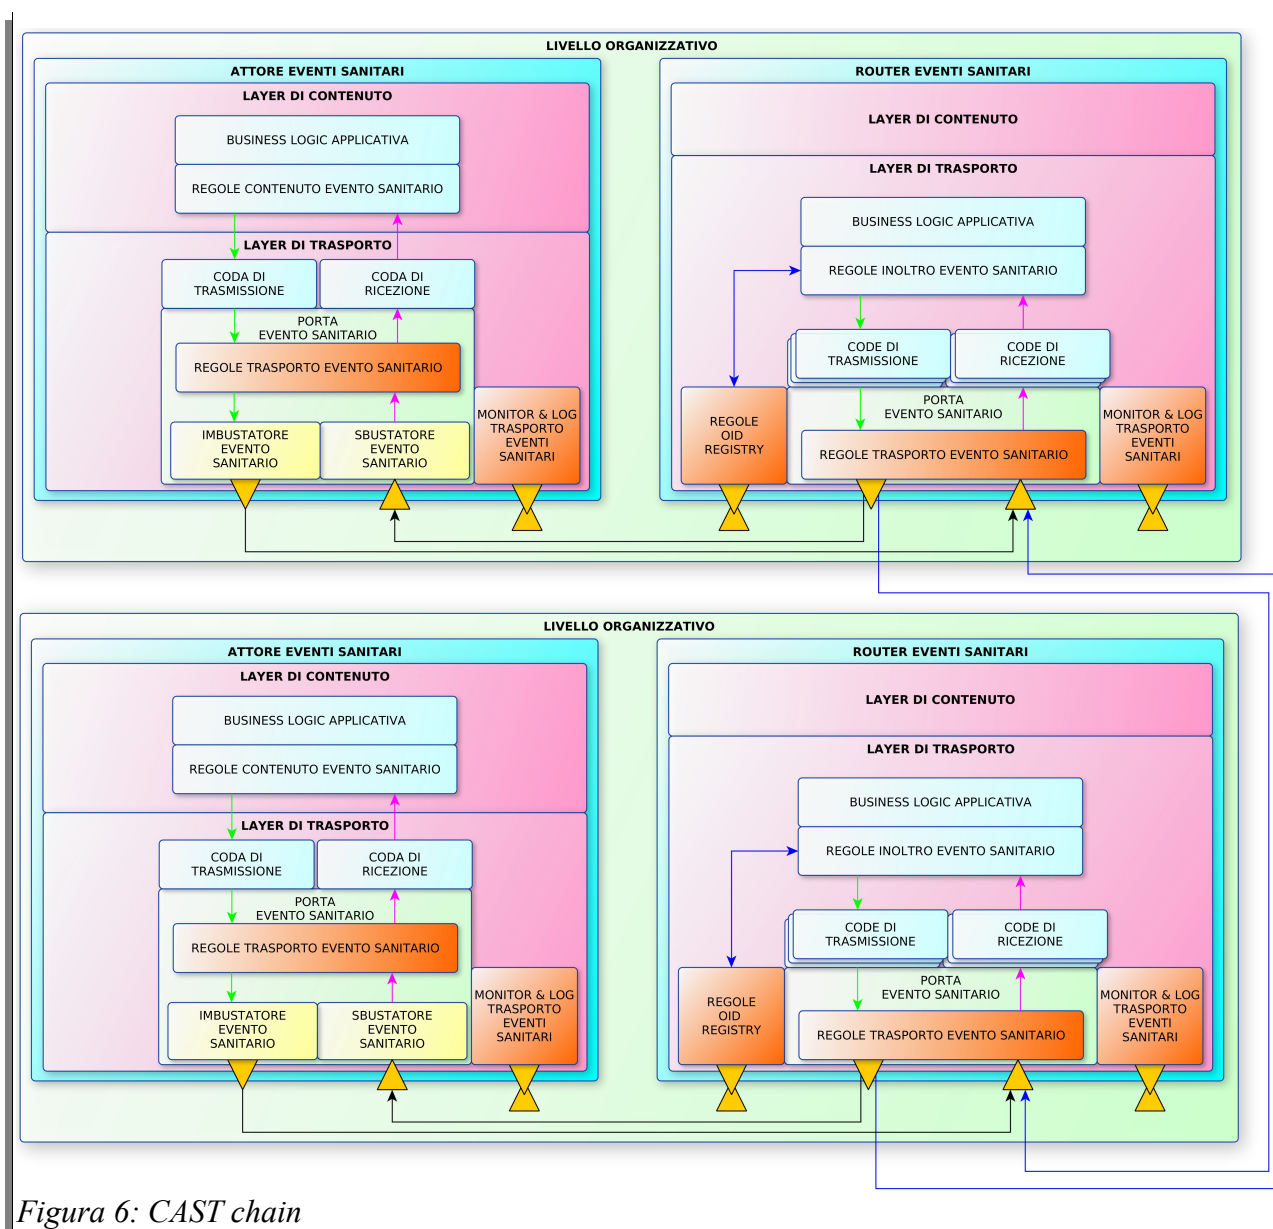 LIVELLO ORGANIZZATIVO
ATTORE EVENTI SANITARI
LAYER DI CONTENUTO
BUSINESS LOGIC APPLICATIVA
REGOLE CONTENUTO EVENTO SANITARIO
LAYER DI TRASPORTO
CODA DI
TRASMISSIONE
CODA DI
RICEZIONE
PORTA
EVENTO SANITARIO
REGOLE TRASPORTO EVENTO SANITARIO
IMBUSTATORE
EVENTO
SANITARIO
SBUSTATORE
EVENTO
SANITARIO
MONITOR & LOG
TRASPORTO
EVENTI
SANITARI
ROUTER EVENTI SANITARI
LAYER DI CONTENUTO
LAYER DI TRASPORTO
BUSINESS LOGIC APPLICATIVA
REGOLE INOLTRO EVENTO SANITARIO
CODE DI
TRASMISSIONE
CODE DI
RICEZIONE
REGOLE
OID
REGISTRY
PORTA
EVENTO SANITARIO
REGOLE TRASPORTO EVENTO SANITARIO
MONITOR & LOG
TRASPORTO
EVENTI
SANITARI
LIVELLO ORGANIZZATIVO
ATTORE EVENTI SANITARI
LAYER DI CONTENUTO
BUSINESS LOGIC APPLICATIVA
REGOLE CONTENUTO EVENTO SANITARIO
LAYER DI TRASPORTO
CODA DI
TRASMISSIONE
CODA DI
RICEZIONE
PORTA
EVENTO SANITARIO
REGOLE TRASPORTO EVENTO SANITARIO
IMBUSTATORE
EVENTO
SANITARIO
SBUSTATORE
EVENTO
SANITARIO
MONITOR & LOG
TRASPORTO
EVENTI
SANITARI
ROUTER EVENTI SANITARI
LAYER DI CONTENUTO
LAYER DI TRASPORTO
BUSINESS LOGIC APPLICATIVA
REGOLE INOLTRO EVENTO SANITARIO
CODE DI
TRASMISSIONE
CODE DI
RICEZIONE
REGOLE
OID
REGISTRY
PORTA
EVENTO SANITARIO
REGOLE TRASPORTO EVENTO SANITARIO
MONITOR & LOG
TRASPORTO
EVENTI
SANITARI
Figura 6: CAST chain